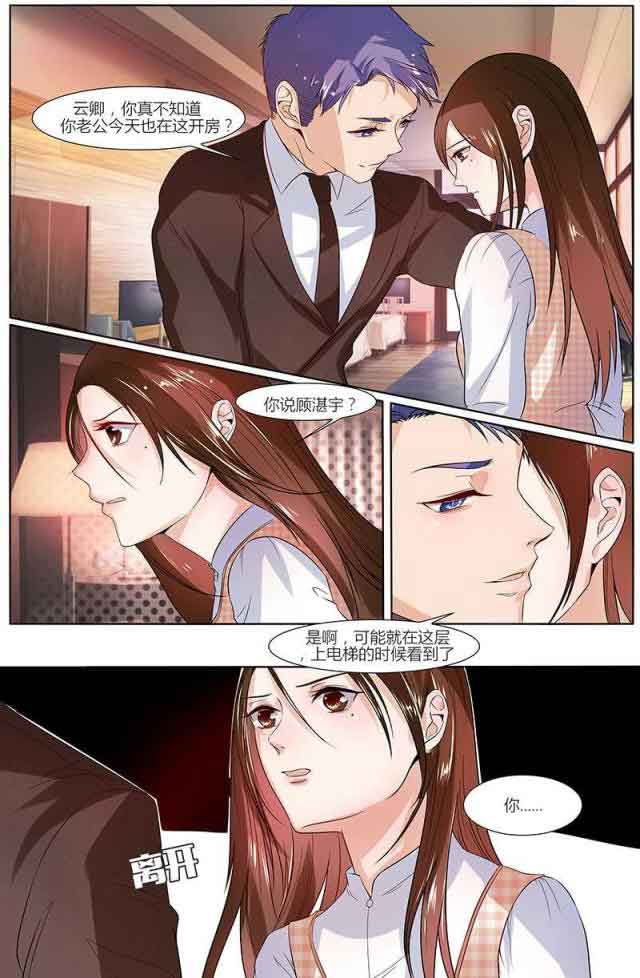 云卿，你真不知道
你老公今天也在这开房？
你说顾湛宇？
是啊，可能就在这层
，上电梯的时候看到了
你……
离开